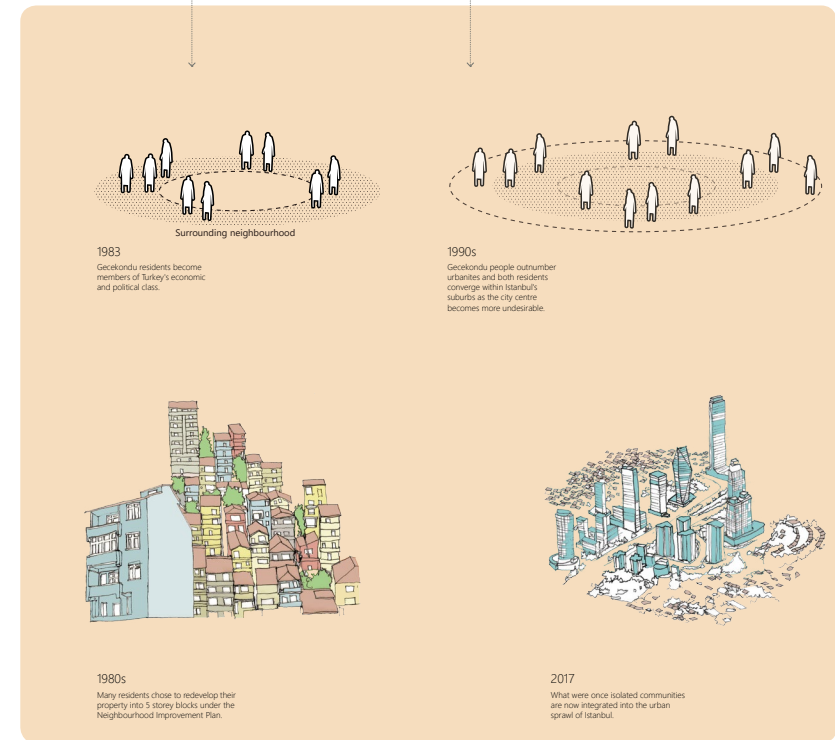 Surrounding neighbourhood
1983
Gecekondu residents become
members of Turkey's economic
and political class.
1990s
Gecekondu people outnumber
urbanites and both residents
converge within Istanbul's
suburbs as the city centre
becomes more undesirable.
1980s
Many residents chose to redevelop their
property into 5 storey blocks under the
Neighbourhood Improvement Plan.
2017
What were once isolated communities
are now integrated into the urban
sprawl of Istanbul.